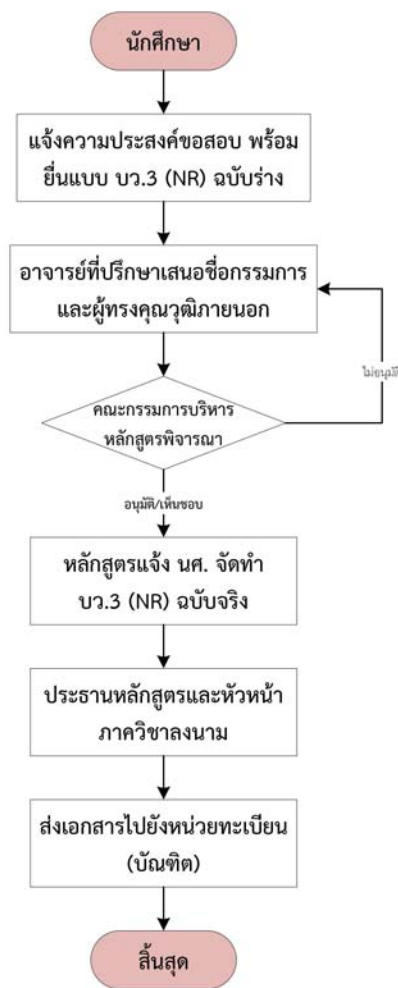 นักศึกษา
แจ้งความประสงค์ขอสอบ พร้อม
ยื่นแบบ บว.3 (NR) ฉบับร่าง
อาจารย์ที่ปรึกษาเสนอชื่อกรรมการ
และผู้ทรงคุณวุฒิภายนอก
ไม่อนุมัติ
คณะกรรมการบริหาร
หลักสูตรพิจารณา
อนุมัติ/เห็นชอบ
หลักสูตรแจ้ง นศ. จัดทำ
บว.3 (NR) ฉบับจริง
ประธานหลักสูตรและหัวหน้า
ภาควิชาลงนาม
ส่งเอกสารไปยังหน่วยทะเบียน
(บัณฑิต)
สิ้นสุด